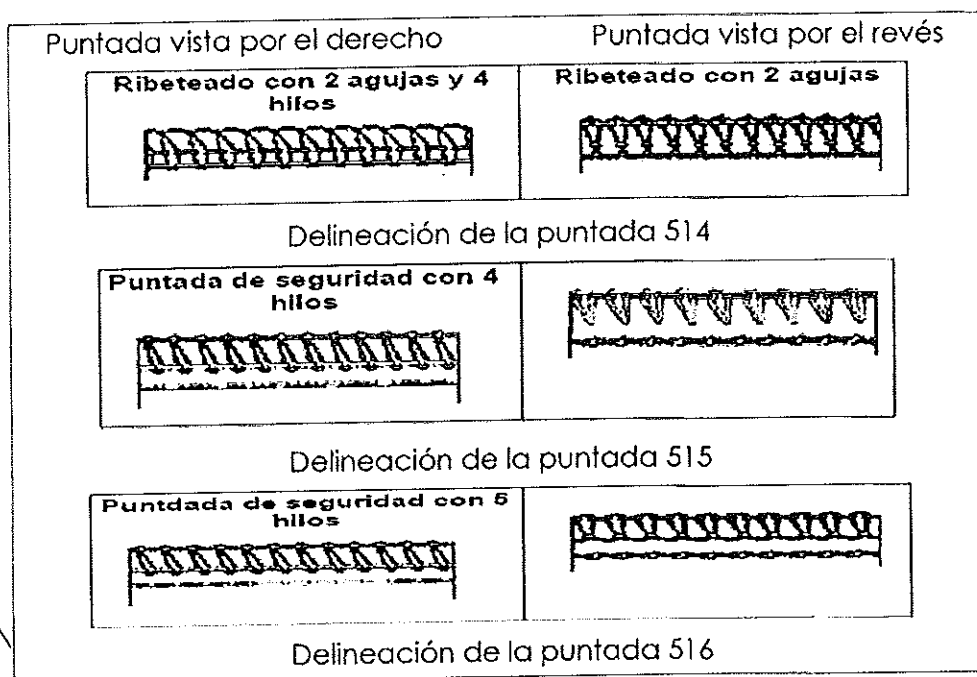 Puntada vista por el derecho
Puntada vista por el revés
Ribeteado con 2 agujas y 4
hilos
Ribeteado con 2 agujas
Delineación de la puntada 514
Puntada de seguridad con 4
hilos
Delineación de la puntada 515
Puntdada de seguridad con 5
hilos
Delineación de la puntada 516